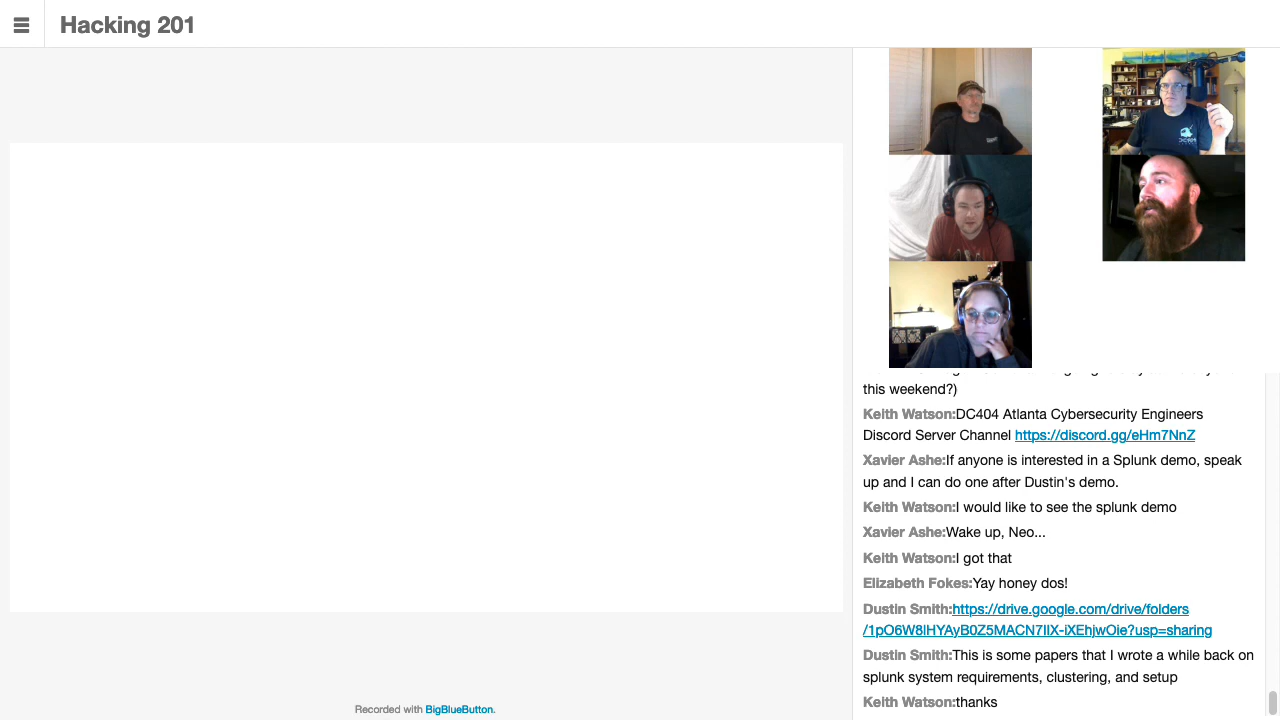 Hacking 201
this weekend?)
Keith Watson:DC404 Atlanta Cybersecurity Engineers
Discord Server Channel https://discord.gg/eHm7NnZ
Xavier Ashe:If anyone is interested in a Splunk demo, speak
up and I can do one after Dustin's demo.
Keith Watson:I would like to see the splunk demo
Xavier Ashe:Wake up, Neo...
Keith Watson:I got that
Elizabeth Fokes:Yay honey dos!
Dustin Smith:https://drive.google.com/drive/folders
/1pO6W8lHYAyB0Z5MACN7IIX-iXEhjwOie?usp=sharing
Dustin Smith:This is some papers that I wrote a while back on
splunk system requirements, clustering, and setup
Keith Watson:thanks
Recorded with BigBlueButton.